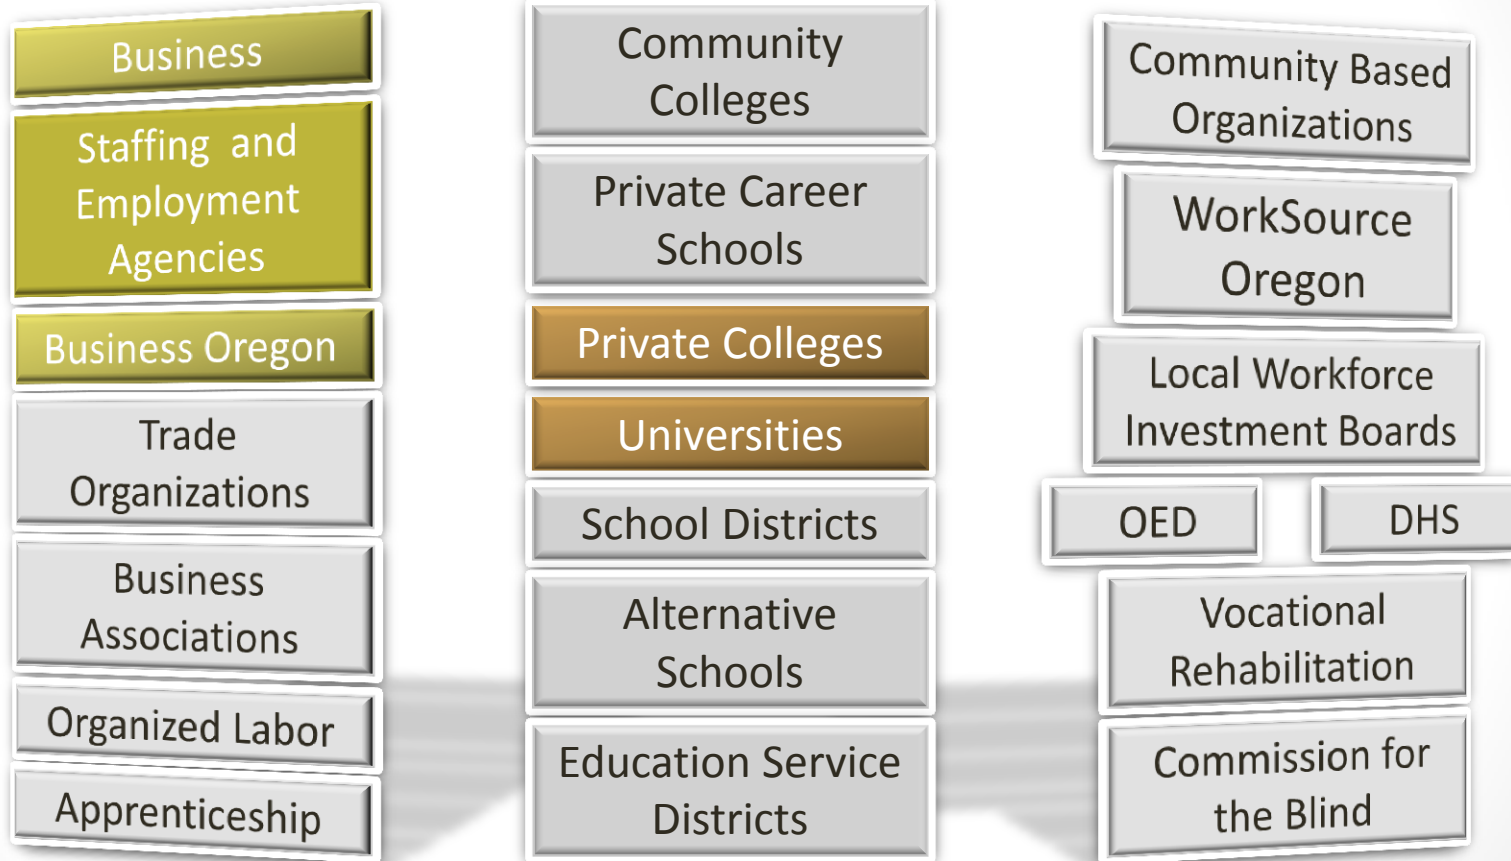 Business
Staffing and
Employment
Agencies
Business Oregon
Trade
Organizations
Business
Associations
Organized Labor
Apprenticeship
Community
Colleges
Private Career
Schools
Private Colleges
Universities
School Districts
Alternative
Schools
Education Service
Districts
Community Based
Organizations
WorkSource
Oregon
Local Workforce
Investment Boards
OED
DHS
Vocational
Rehabilitation
Commission for
the Blind